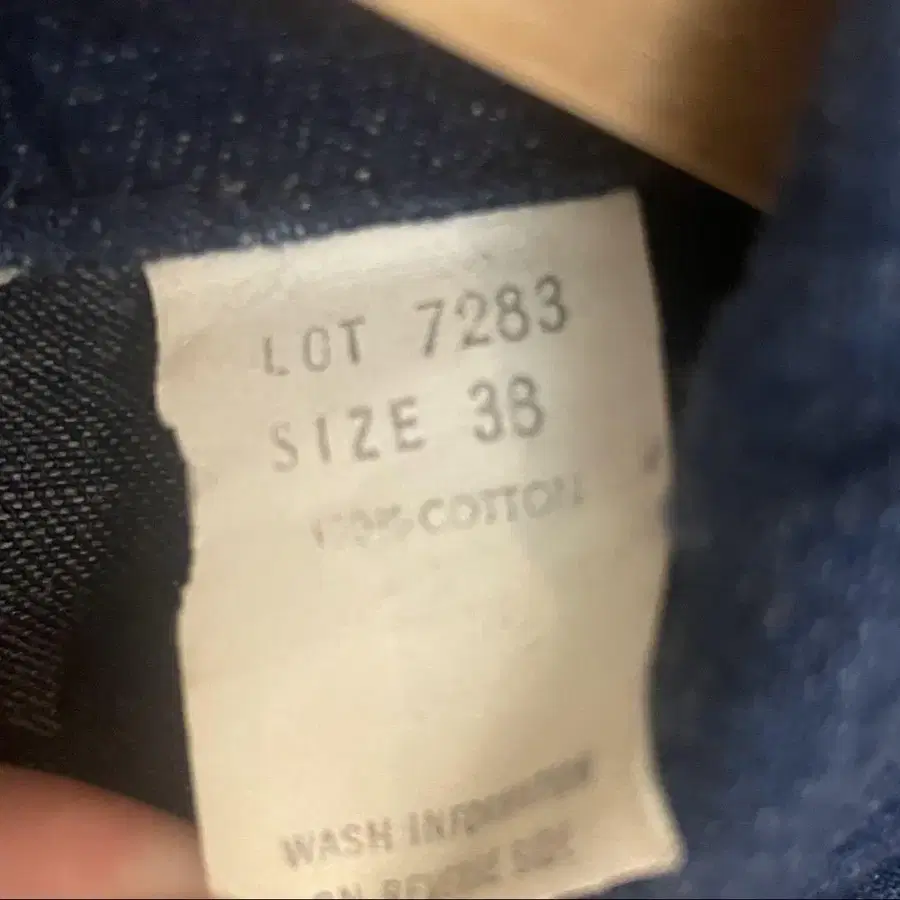 LOT 7283
SIZE 38
100% COTTON
WASH INFORMATION
ON REVERSE SIDE